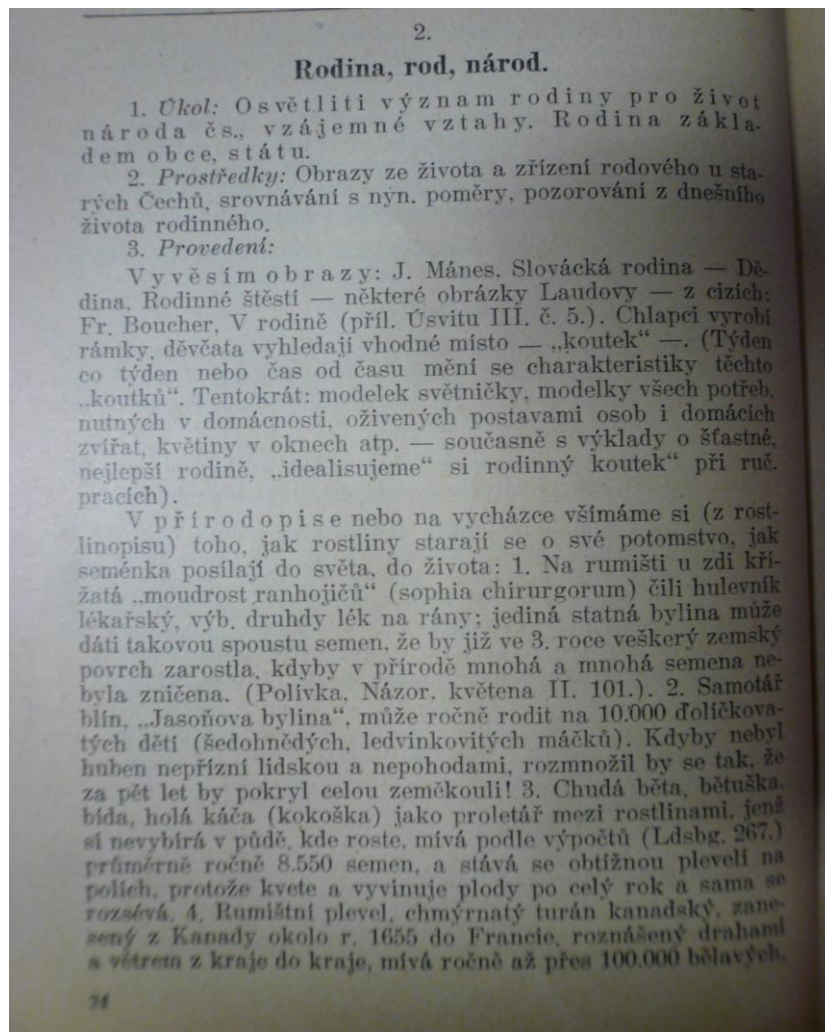 2.
Rodina, rod, národ.
1. Úkol: Osvětliti význam rodiny pro život
národa čs., vzájemné vztahy. Rodina zákla-
dem obce, státu.
2. Prostředky: Obrazy ze života a zřízení rodového u sta-
rých Čechů, srovnávání s nyn. poměry, pozorování z dnešního
života rodinného.
3. Provedení:
Vyvěsím obrazy: J. Mánes, Slovácká rodina — Dě-
dina, Rodinné štěstí — některé obrázky Laudovy — z cizích:
Fr. Boucher, V rodině (příl. Úsvitu III. č. 5.). Chlapci vyrobí
rámky, děvčata vyhledají vhodné místo — „koutek“ —. (Týden
co týden nebo čas od času mění se charakteristiky těchto
„koutků“. Tentokrát: modelek světničky, modelky všech potřeb,
nutných v domácnosti, oživených postavami osob i domácích
zvířat, květiny v oknech atp. — současně s výklady o šťastné,
nejlepší rodině, „idealisujeme“ si rodinný koutek“ při ruč.
pracích).
V přírodopise nebo na vycházce všímáme si (z rost-
linopisu) toho, jak rostliny starají se o své potomstvo, jak
seménka posílají do světa, do života: 1. Na rumišti u zdi kří-
žatá „moudrost ranhojičů“ (sophia chirurgorum) čili hulevník
lékařský, výb. druhdy lék na rány; jediná statná bylina může
dáti takovou spoustu semen, že by již ve 3. roce veškerý zemský
povrch zarostla, kdyby v přírodě mnohá a mnohá semena ne-
byla zničena. (Polívka, Názor. květena II. 101.). 2. Samotář
blín, „Jasoňova bylina“, může ročně rodit na 10.000 ďolíčkova-
tých dětí (šedohnědých, ledvinkovitých máčků). Kdyby nebyl
huben nepřízní lidskou a nepohodami, rozmnožil by se tak, že
za pět let by pokryl celou zeměkouli! 3. Chudá běta, bětuška,
bída, holá káča (kokoška) jako proletář mezi rostlinami, jenž
si nevybírá v půdě, kde roste, mívá podle výpočtů (Ldsbg. 267.)
průměrně ročně 8.550 semen, a stává se obtížnou plevelí na
polích, protože kvete a vyvinuje plody po celý rok a sama se
rozsévá. 4. Rumištní plevel, chmýrnatý turán kanadský, zane-
sený z Kanady okolo r. 1655 do Francie, roznášený drahami
a větrem z kraje do kraje, mívá ročně až přes 100.000 bělavých,
24